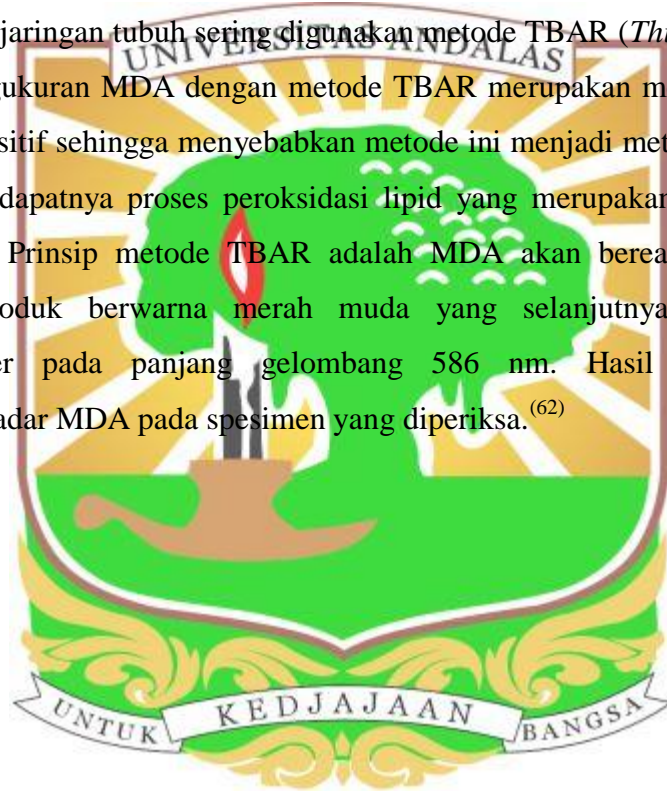 jaringan tubuh sering digunakan metode TBAR (Thi
UNIVERSITAS ANDALAS
gukuran MDA dengan metode TBAR merupakan m
sitif sehingga menyebabkan metode ini menjadi met
dapatnya proses peroksidasi lipid yang merupakan
Prinsip metode TBAR adalah MDA akan berea
oduk berwarna merah muda yang selanjutnya
er pada panjang gelombang 586 nm. Hasil
adar MDA pada spesimen yang diperiksa.(62)
UNTUK KEDJAJAAN BANGSA